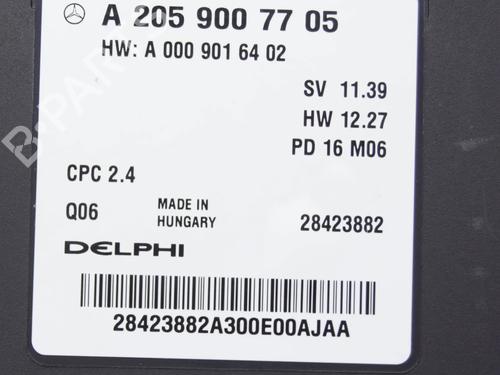 A 205 900 77 05
HW: A 000 901 64 02
SV 11.39
HW 12.27
PD 16 M06
CPC 2.4
Q06
MADE IN
HUNGARY
28423882
DELPHI
28423882A300E00AJAA